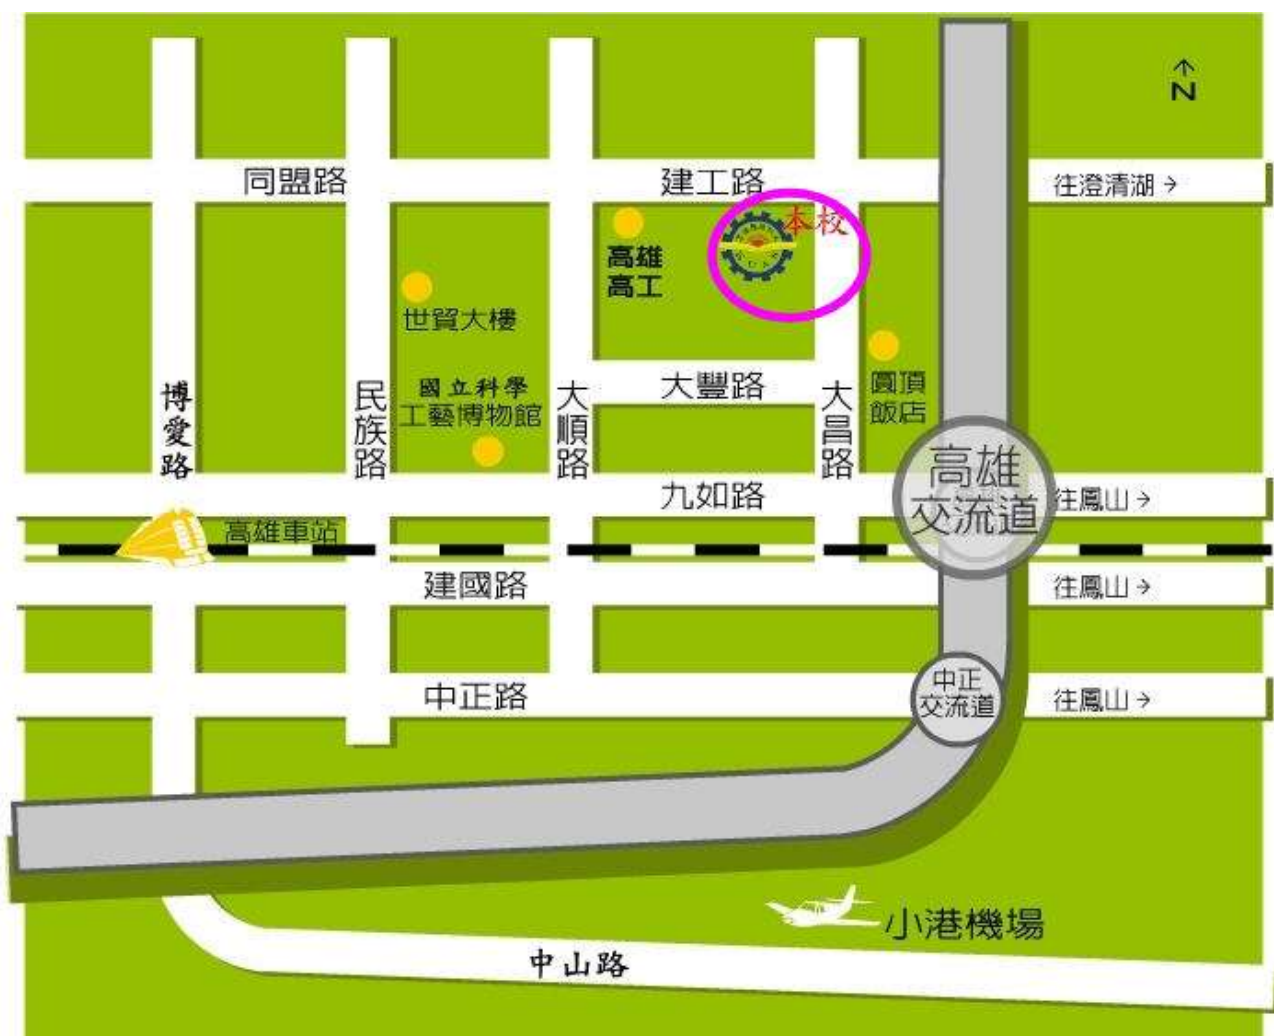 N
同盟路
建工路
往澄清湖
本校
高雄
高工
世貿大樓
博愛路
民族路
國立科學
工藝博物館
大順路
大豐路
大昌路
圓頂
飯店
高雄
交流道
九如路
往鳳山
高雄車站
建國路
往鳳山
中正路
中正
交流道
往鳳山
小港機場
中山路